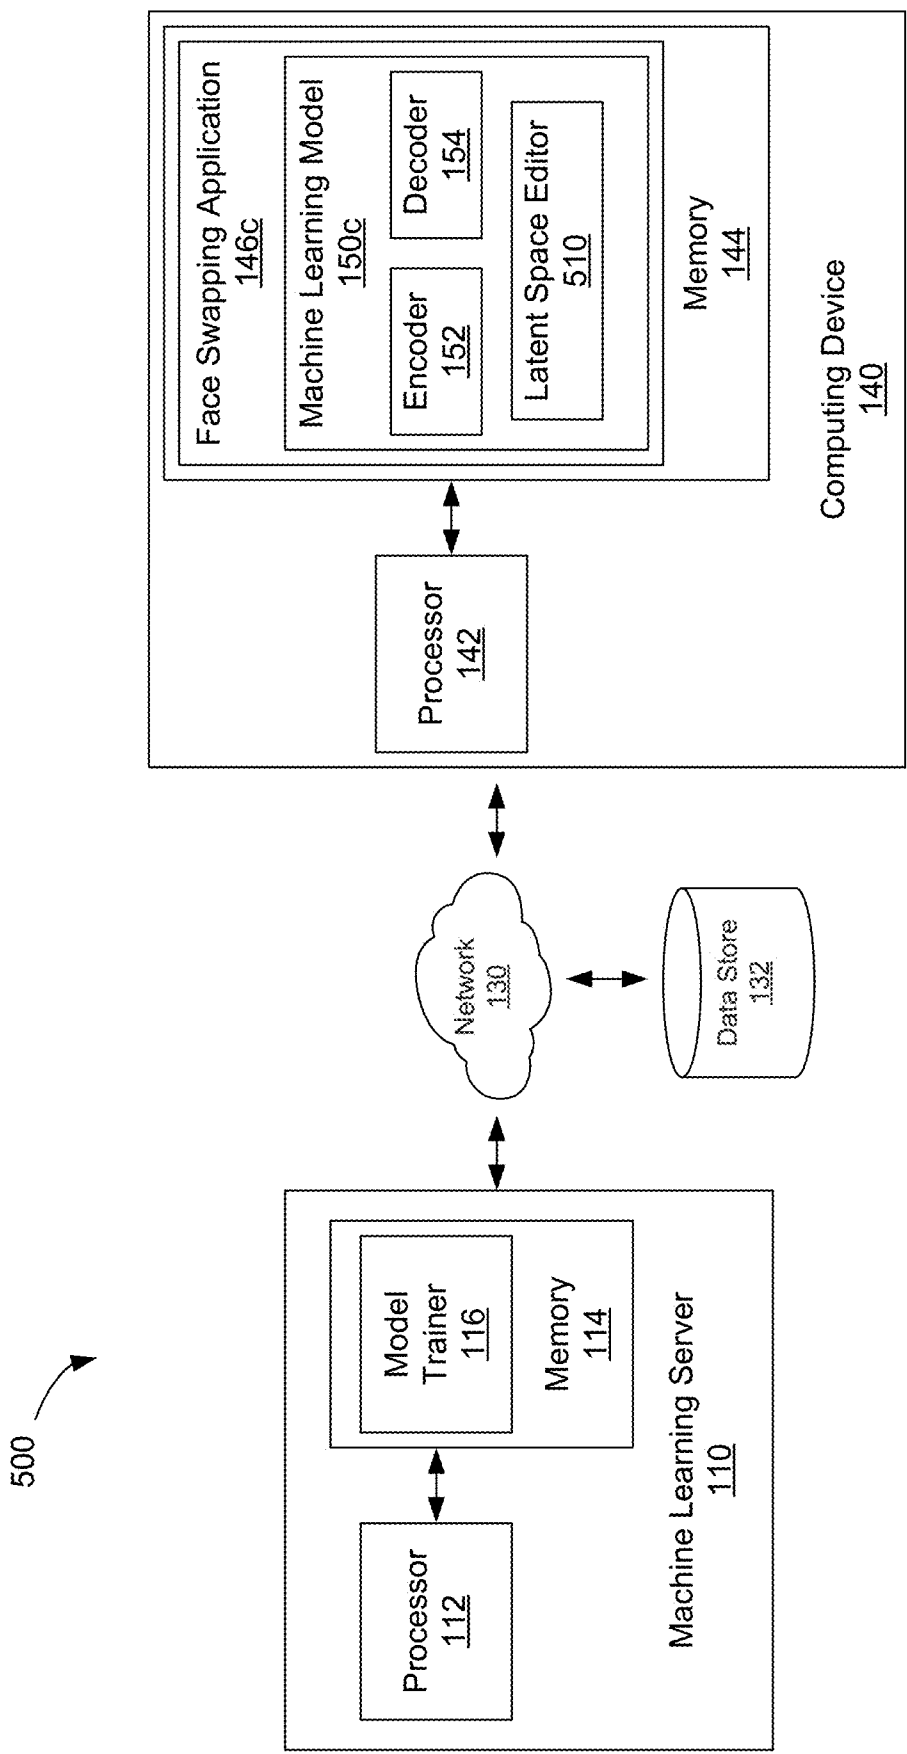 500
Processor
112
Model
Trainer
116
Memory
114
Machine Learning Server
110
Network
130
Data Store
132
Processor
142
Face Swapping Application
146c
Machine Learning Model
150c
Encoder
152
Decoder
154
Latent Space Editor
510
Memory
144
Computing Device
140